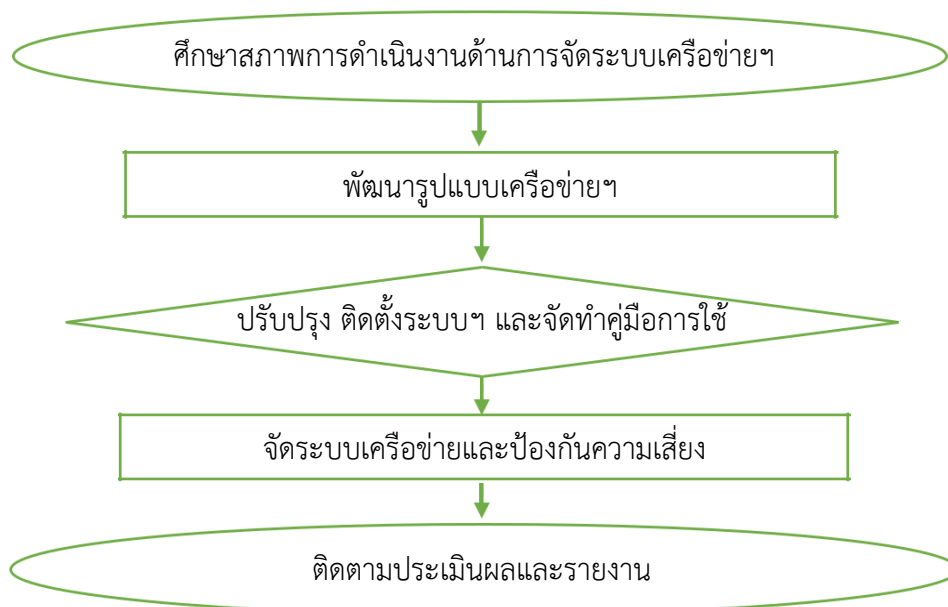 ศึกษาสภาพการดำเนินงานด้านการจัดระบบเครือข่ายฯ
พัฒนารูปแบบเครือข่ายฯ
ปรับปรุง ติดตั้งระบบฯ และจัดทำคู่มือการใช้
จัดระบบเครือข่ายและป้องกันความเสี่ยง
ติดตามประเมินผลและรายงาน